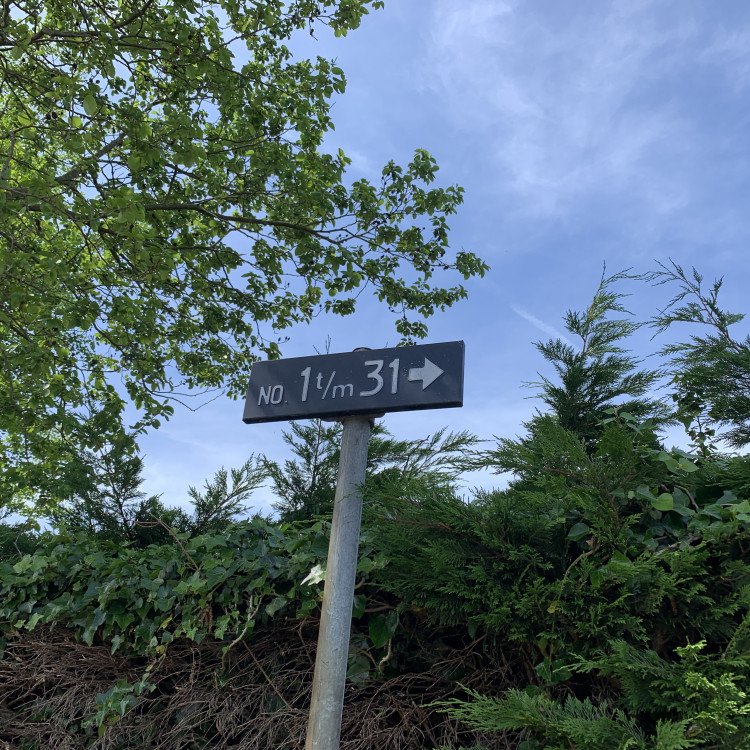 NO. 1 t/m 31 →